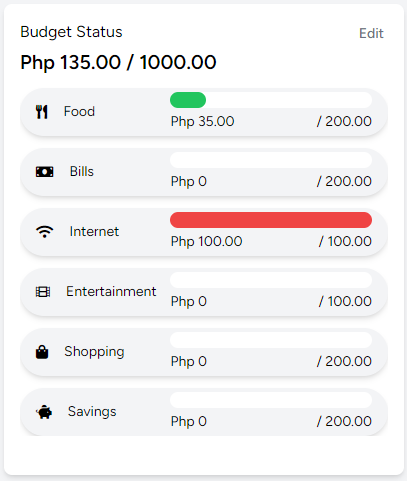 Budget Status
Edit
Php 135.00 / 1000.00
Food
Php 35.00 / 200.00
Bills
Php 0 / 200.00
Internet
Php 100.00 / 100.00
Entertainment
Php 0 / 100.00
Shopping
Php 0 / 200.00
Savings
Php 0 / 200.00